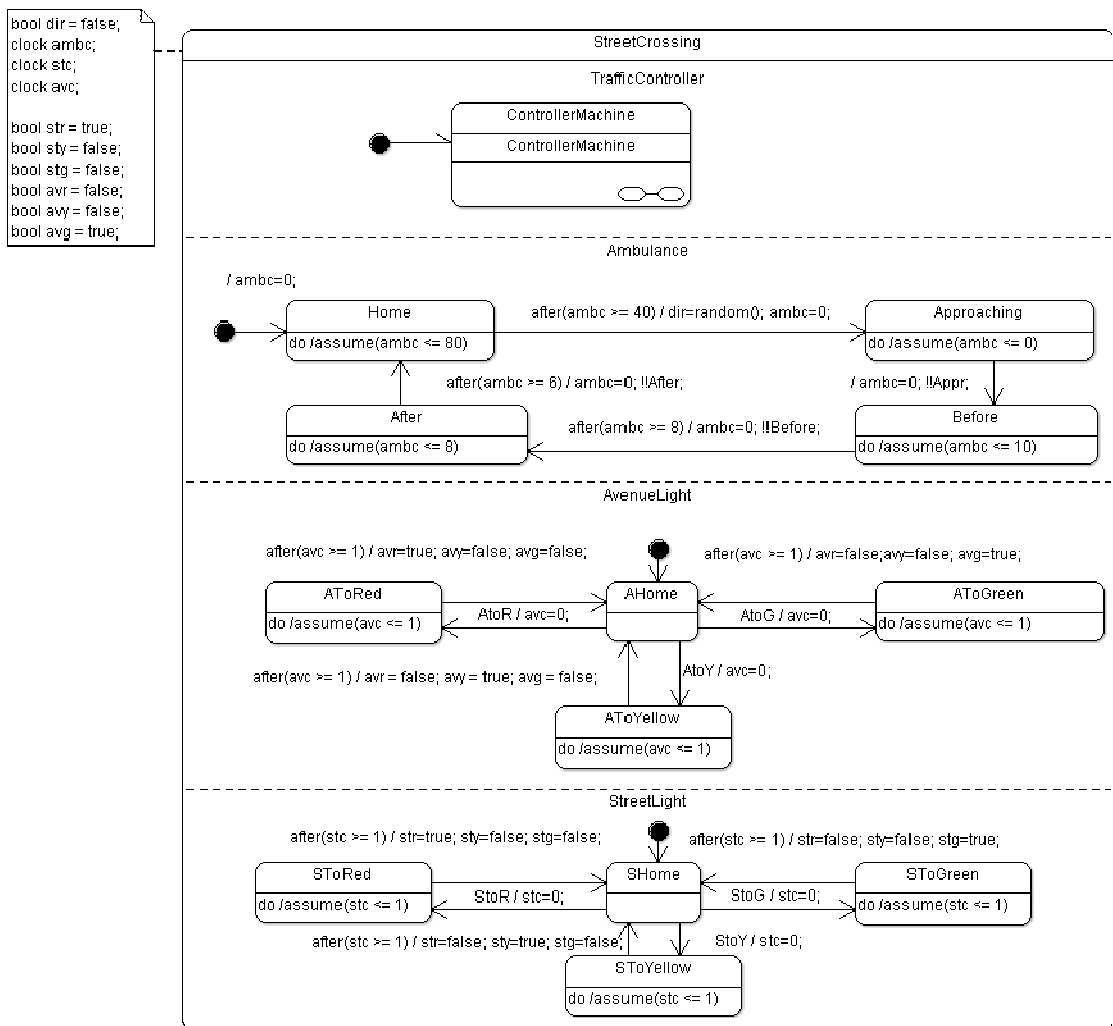 bool dir = false;
clock ambc;
clock stc;
clock avc;
bool str = true;
bool sty = false;
bool stg = false;
bool avr = false;
bool avy = false;
bool avg = true;
StreetCrossing
TrafficController
ControllerMachine
ControllerMachine
Ambulance
/ ambc=0;
Home
do /assume(ambc <= 80)
after(ambc >= 40) / dir=random(); ambc=0;
Approaching
do /assume(ambc <= 0)
after(ambc >= 6) / ambc=0; !!After;
/ ambc=0; !!Appr;
After
do /assume(ambc <= 8)
after(ambc >= 8) / ambc=0; !!Before;
Before
do /assume(ambc <= 10)
AvenueLight
after(avc >= 1) / avr=true; avy=false; avg=false;
after(avc >= 1) / avr=false;avy=false; avg=true;
AToRed
do /assume(avc <= 1)
AtoR / avc=0;
AHome
AtoG / avc=0;
AToGreen
do /assume(avc <= 1)
after(avc >= 1) / avr = false; avy = true; avg = false;
AtoY / avc=0;
AToYellow
do /assume(avc <= 1)
StreetLight
after(stc >= 1) / str=true; sty=false; stg=false;
after(stc >= 1) / str=false; sty=false; stg=true;
SToRed
do /assume(stc <= 1)
StoR / stc=0;
SHome
StoG / stc=0;
SToGreen
do /assume(stc <= 1)
after(stc >= 1) / str=false; sty=true; stg=false;
StoY / stc=0;
SToYellow
do /assume(stc <= 1)